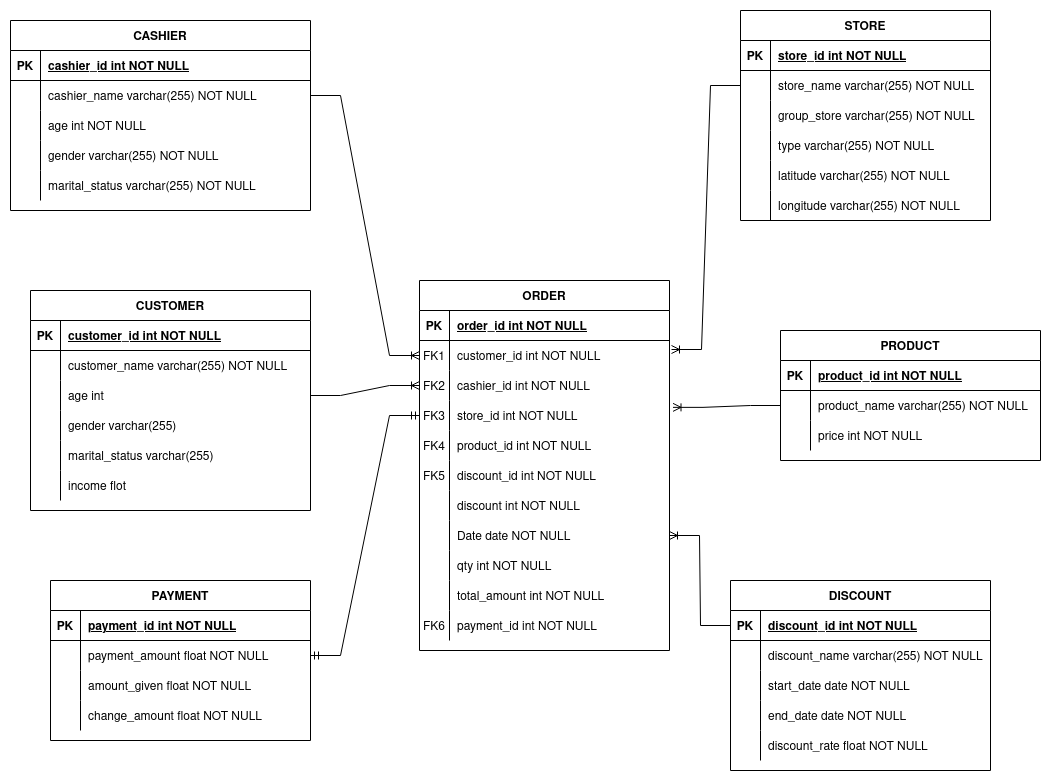 CASHIER
PK cashier_id int NOT NULL
cashier_name varchar(255) NOT NULL
age int NOT NULL
gender varchar(255) NOT NULL
marital_status varchar(255) NOT NULL
STORE
PK store_id int NOT NULL
store_name varchar(255) NOT NULL
group_store varchar(255) NOT NULL
type varchar(255) NOT NULL
latitude varchar(255) NOT NULL
longitude varchar(255) NOT NULL
CUSTOMER
PK customer_id int NOT NULL
customer_name varchar(255) NOT NULL
age int
gender varchar(255)
marital_status varchar(255)
income flot
ORDER
PK order_id int NOT NULL
FK1 customer_id int NOT NULL
FK2 cashier_id int NOT NULL
FK3 store_id int NOT NULL
FK4 product_id int NOT NULL
FK5 discount_id int NOT NULL
discount int NOT NULL
Date date NOT NULL
qty int NOT NULL
total_amount int NOT NULL
FK6 payment_id int NOT NULL
PRODUCT
PK product_id int NOT NULL
product_name varchar(255) NOT NULL
price int NOT NULL
PAYMENT
PK payment_id int NOT NULL
payment_amount float NOT NULL
amount_given float NOT NULL
change_amount float NOT NULL
DISCOUNT
PK discount_id int NOT NULL
discount_name varchar(255) NOT NULL
start_date date NOT NULL
end_date date NOT NULL
discount_rate float NOT NULL